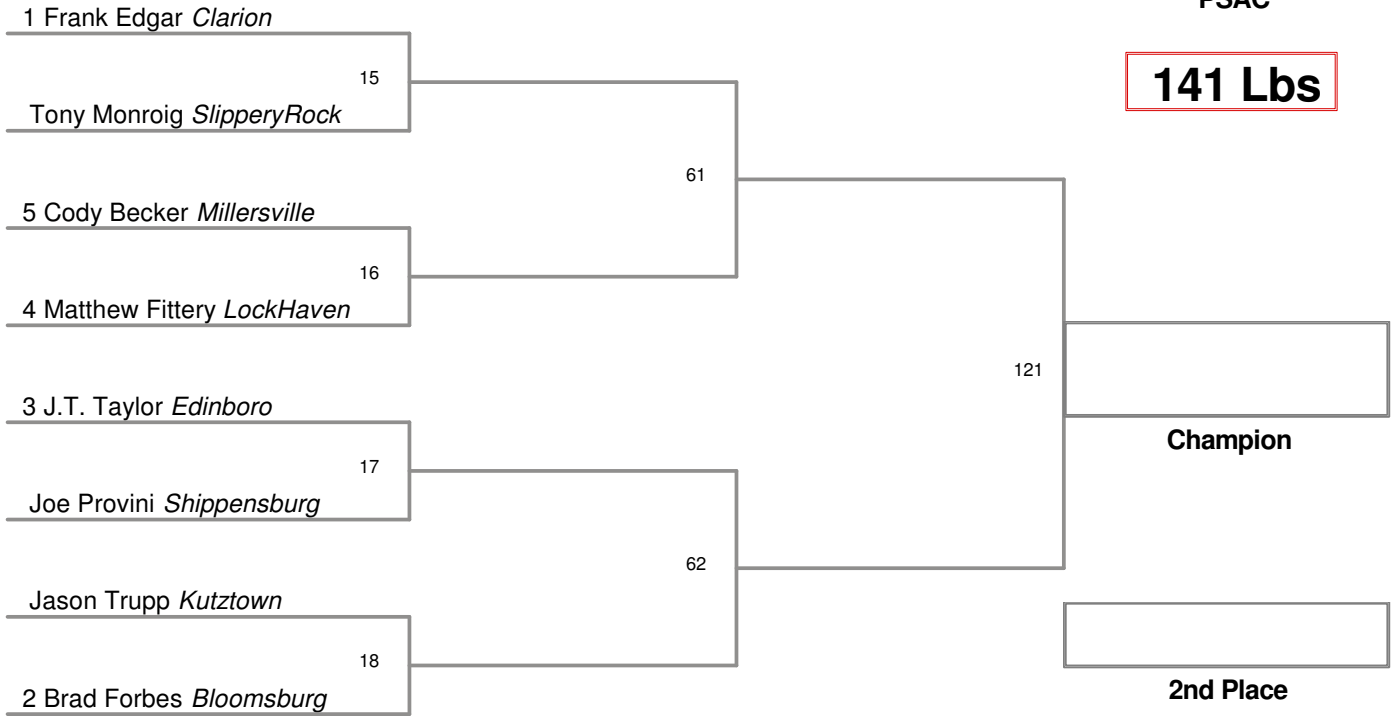 PSAC
141 Lbs
1 Frank Edgar Clarion
15
Tony Monroig SlipperyRock
61
5 Cody Becker Millersville
16
4 Matthew Fittery LockHaven
121
Champion
3 J.T. Taylor Edinboro
17
Joe Provini Shippensburg
62
Jason Trupp Kutztown
18
2 Brad Forbes Bloomsburg
2nd Place